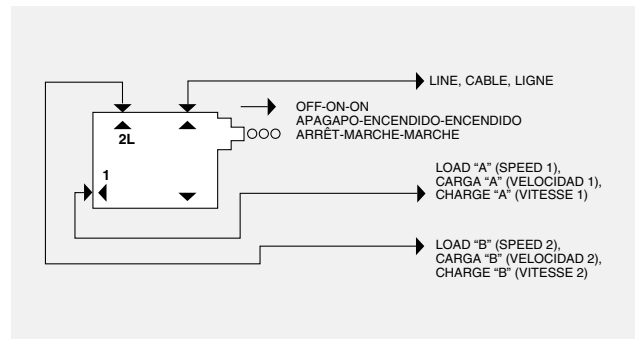 LINE, CABLE, LIGNE
OFF-ON-ON
APAGAPO-ENCENDIDO-ENCENDIDO
ARRÊT-MARCHE-MARCHE
2L
1
LOAD “A” (SPEED 1),
CARGA “A” (VELOCIDAD 1),
CHARGE “A” (VITESSE 1)
LOAD “B” (SPEED 2),
CARGA “B” (VELOCIDAD 2),
CHARGE “B” (VITESSE 2)